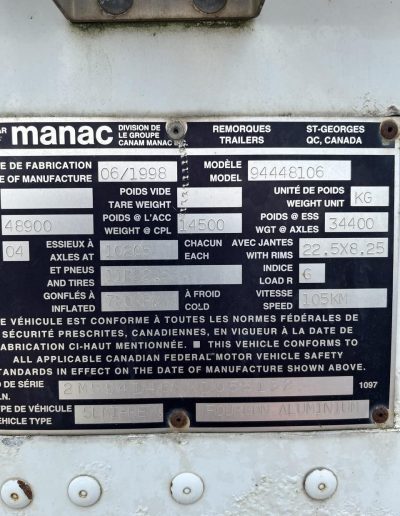 manac DIVISION DE LE GROUPE CANAM MANAC INC. REMORQUES TRAILERS ST-GEORGES QC, CANADA
E DE FABRICATION 06/1998 MODÈLE 94448106
OF MANUFACTURE MODEL
POIDS VIDE UNITÉ DE POIDS KG
TARE WEIGHT WEIGHT UNIT
48900 POIDS @ L'ACC 14500 POIDS @ ESS 34400
WEIGHT @ CPL WGT @ AXLES
04 ESSIEUX À CHACUN AVEC JANTES 22.5X8.25
AXLES AT EACH WITH RIMS
ET PNEUS INDICE G
AND TIRES LOAD R
GONFLÉS À À FROID VITESSE 105KM
INFLATED COLD SPEED
VÉHICULE EST CONFORME À TOUTES LES NORMES FÉDÉRALES DE
SÉCURITÉ PRESCRITES, CANADIENNES, EN VIGUEUR À LA DATE DE
FABRICATION CI-HAUT MENTIONNÉE. ■ THIS VEHICLE CONFORMS TO
ALL APPLICABLE CANADIAN FEDERAL MOTOR VEHICLE SAFETY
STANDARDS IN EFFECT ON THE DATE OF MANUFACTURE SHOWN ABOVE.
DE SÉRIE 1097
TYPE DE VÉHICULE FOURGON ALUMINIUM
VEHICLE TYPE